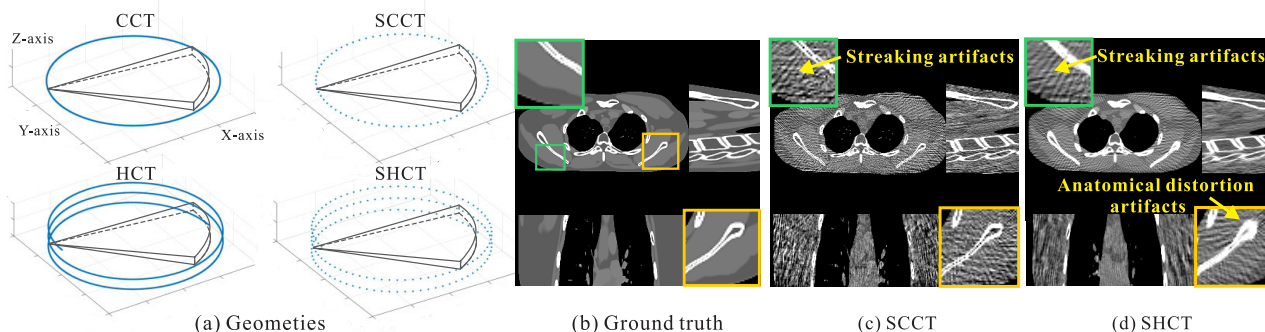 CCT
SCCT
Z-axis
Y-axis
X-axis
HCT
SHCT
(a) Geometies
(b) Ground truth
Streaking artifacts
(c) SCCT
Streaking artifacts
Anatomical distortion
artifacts
(d) SHCT